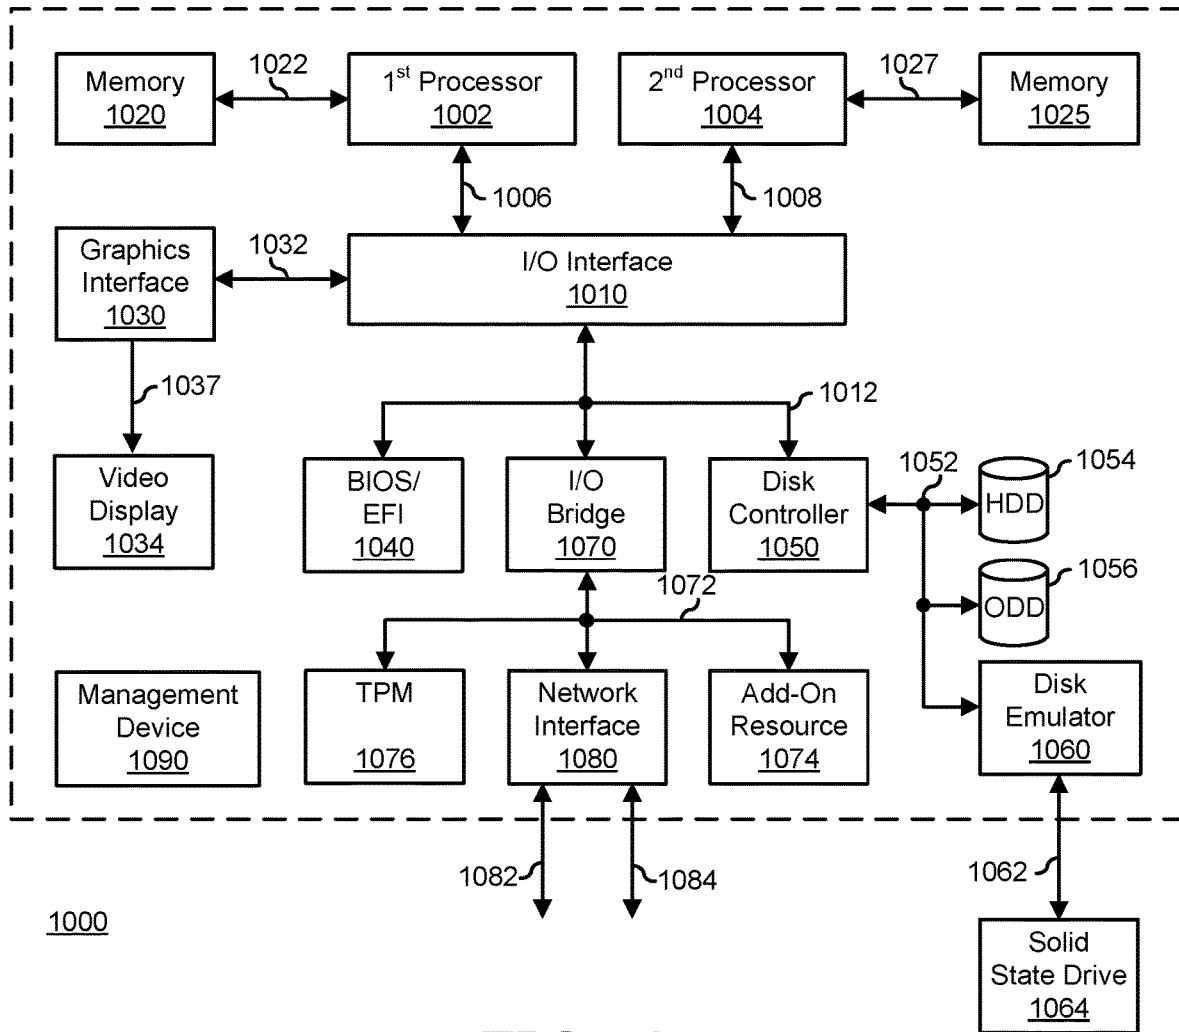 Memory
1020
1022
1st Processor
1002
2nd Processor
1004
1027
Memory
1025
1006
1008
Graphics
Interface
1030
1032
I/O Interface
1010
1037
1012
Video
Display
1034
BIOS/
EFI
1040
I/O
Bridge
1070
Disk
Controller
1050
1052
HDD
1054
ODD
1056
1072
Management
Device
1090
TPM
1076
Network
Interface
1080
Add-On
Resource
1074
Disk
Emulator
1060
1082
1084
1062
1000
Solid
State Drive
1064